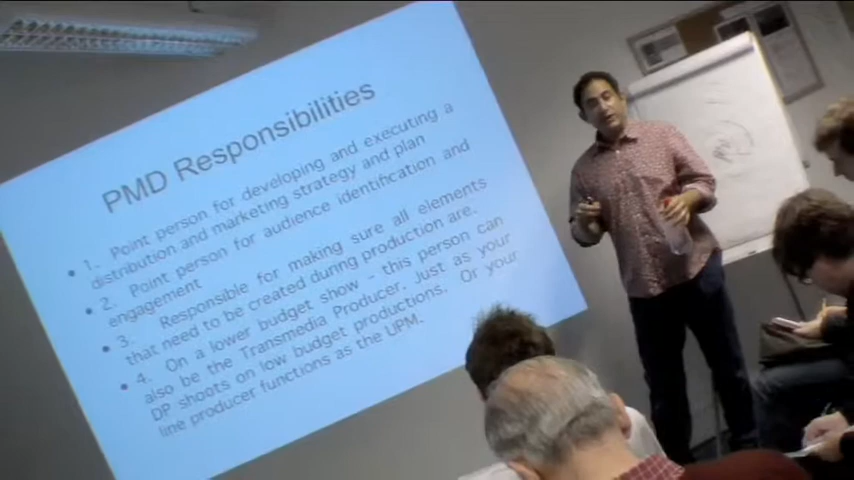 PMD Responsibilities
• 1. Point person for developing and executing a
distribution and marketing strategy and plan
• 2. Point person for audience identification and
engagement
• 3. Responsible for making sure all elements
that need to be created during production are.
• 4. On a lower budget show - this person can
also be the Transmedia Producer. Just as your
DP shoots on low budget projects. Or your
line producer functions as the UPM.